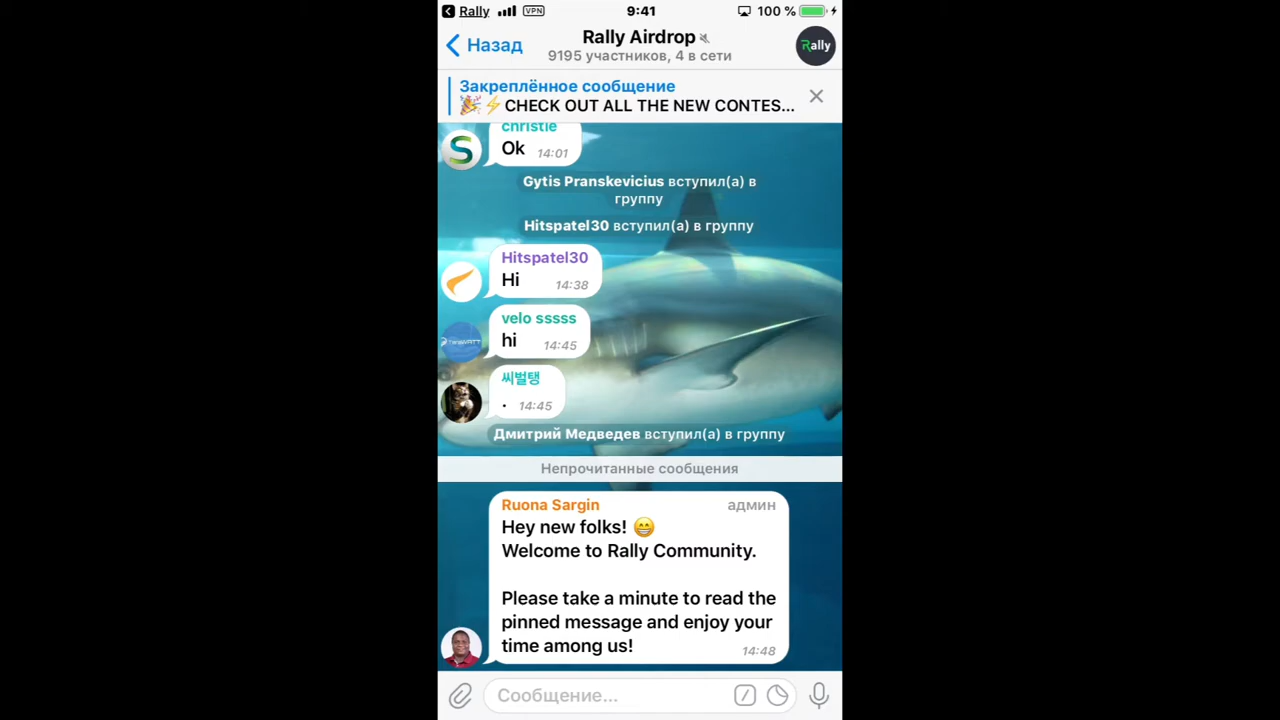 Rally VPN 9:41 100 %
Назад Rally Airdrop Rally
9195 участников, 4 в сети
Закреплённое сообщение
🎉⚡CHECK OUT ALL THE NEW CONTES...
christie
Ok 14:01
Gytis Pranskevicius вступил(а) в
группу
Hitspatel30 вступил(а) в группу
Hitspatel30
Hi 14:38
velo sssss
hi 14:45
씨벌탱
. 14:45
Дмитрий Медведев вступил(а) в группу
Непрочитанные сообщения
Ruona Sargin админ
Hey new folks! 😁
Welcome to Rally Community.
Please take a minute to read the
pinned message and enjoy your
time among us! 14:48
Сообщение...